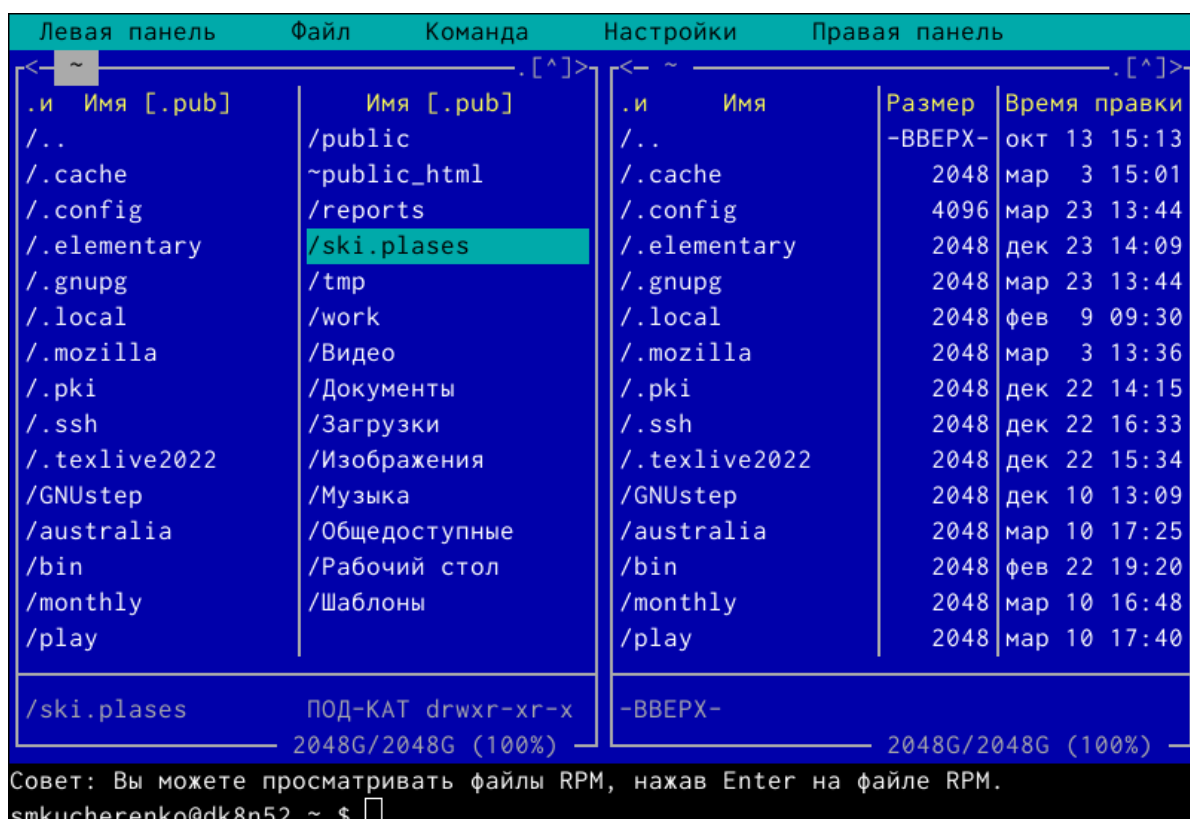 Левая панель Файл Команда Настройки Правая панель
<— ~ .[^]> <— ~ .[^]>
.и Имя [.pub] Имя [.pub] .и Имя Размер Время правки
/.. /public /.. -ВВЕРХ- окт 13 15:13
/.cache ~public_html /.cache 2048 мар 3 15:01
/.config /reports /.config 4096 мар 23 13:44
/.elementary /ski.plases /.elementary 2048 дек 23 14:09
/.gnupg /tmp /.gnupg 2048 мар 23 13:44
/.local /work /.local 2048 фев 9 09:30
/.mozilla /Видео /.mozilla 2048 мар 3 13:36
/.pki /Документы /.pki 2048 дек 22 14:15
/.ssh /Загрузки /.ssh 2048 дек 22 16:33
/.texlive2022 /Изображения /.texlive2022 2048 дек 22 15:34
/GNUstep /Музыка /GNUstep 2048 дек 10 13:09
/australia /Общедоступные /australia 2048 мар 10 17:25
/bin /Рабочий стол /bin 2048 фев 22 19:20
/monthly /Шаблоны /monthly 2048 мар 10 16:48
/play /play 2048 мар 10 17:40
/ski.plases ПОД-КАТ drwxr-xr-x -ВВЕРХ-
2048G/2048G (100%) 2048G/2048G (100%)
Совет: Вы можете просматривать файлы RPM, нажав Enter на файле RPM.
smkucherenko@dk8n52 ~ $